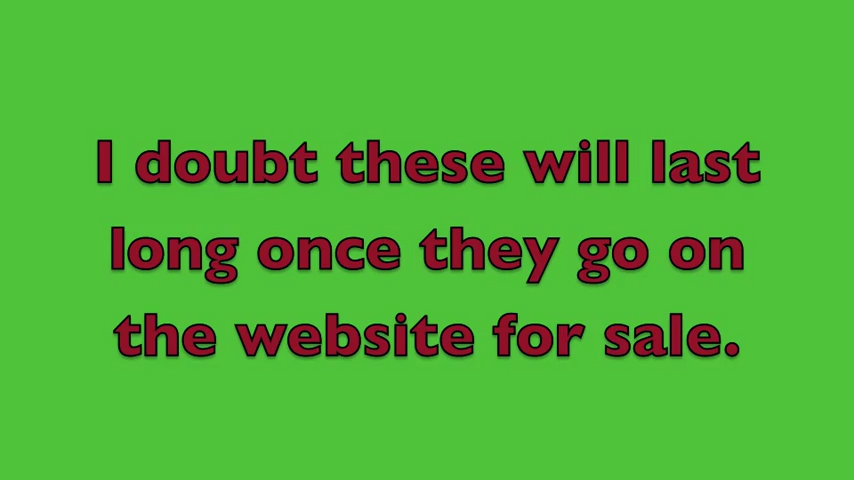 I doubt these will last
long once they go on
the website for sale.